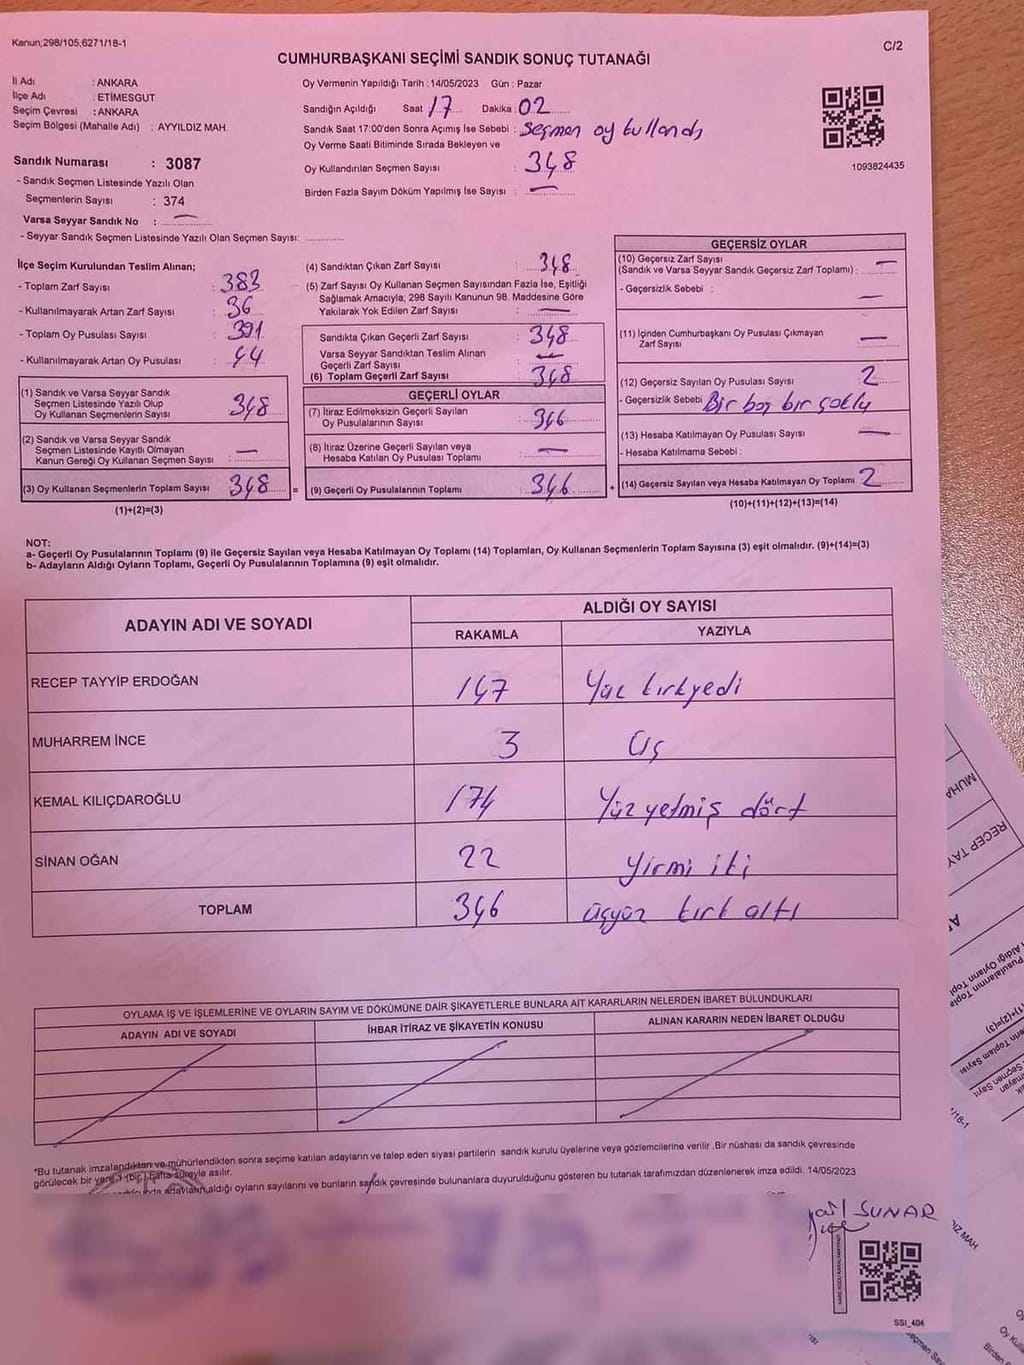 Kanun;298/105;6271/18-1
C/2
CUMHURBAŞKANI SEÇİMİ SANDIK SONUÇ TUTANAĞI
İl Adı : ANKARA
İlçe Adı : ETİMESGUT
Seçim Çevresi : ANKARA
Seçim Bölgesi (Mahalle Adı) : AYYILDIZ MAH.
Oy Vermenin Yapıldığı Tarih : 14/05/2023 Gün : Pazar
Sandığın Açıldığı Saat : 17 Dakika : 02
Sandık Saat 17:00'den Sonra Açımış İse Sebebi : Seçmen oy kullandı
Oy Verme Saati Bitiminde Sırada Bekleyen ve
Oy Kullandırılan Seçmen Sayısı : 348
Birden Fazla Sayım Döküm Yapılmış İse Sayısı : —
1093824435
Sandık Numarası : 3087
- Sandık Seçmen Listesinde Yazılı Olan
Seçmenlerin Sayısı : 374
Varsa Seyyar Sandık No : —
- Seyyar Sandık Seçmen Listesinde Yazılı Olan Seçmen Sayısı: ............
İlçe Seçim Kurulundan Teslim Alınan;
- Toplam Zarf Sayısı : 383
- Kullanılmayarak Artan Zarf Sayısı : 36
- Toplam Oy Pusulası Sayısı : 391
- Kullanılmayarak Artan Oy Pusulası : 44
(1) Sandık ve Varsa Seyyar Sandık
Seçmen Listesinde Yazılı Olup
Oy Kullanan Seçmenlerin Sayısı : 348
(2) Sandık ve Varsa Seyyar Sandık
Seçmen Listesinde Kayıtlı Olmayan
Kanun Gereği Oy Kullanan Seçmen Sayısı : —
(3) Oy Kullanan Seçmenlerin Toplam Sayısı : 348 =
(1)+(2)=(3)
(4) Sandıktan Çıkan Zarf Sayısı : 348
(5) Zarf Sayısı Oy Kullanan Seçmen Sayısından Fazla İse, Eşitliği
Sağlamak Amacıyla; 298 Sayılı Kanunun 98. Maddesine Göre
Yakılarak Yok Edilen Zarf Sayısı : —
Sandıkta Çıkan Geçerli Zarf Sayısı : 348
Varsa Seyyar Sandıktan Teslim Alınan
Geçerli Zarf Sayısı : —
(6) Toplam Geçerli Zarf Sayısı : 348
GEÇERLİ OYLAR
(7) İtiraz Edilmeksizin Geçerli Sayılan
Oy Pusulalarının Sayısı : 346
(8) İtiraz Üzerine Geçerli Sayılan veya
Hesaba Katılan Oy Pusulası Toplamı : —
(9) Geçerli Oy Pusulalarının Toplamı : 346 +
GEÇERSİZ OYLAR
(10) Geçersiz Zarf Sayısı —
(Sandık ve Varsa Seyyar Sandık Geçersiz Zarf Toplamı) :
- Geçersizlik Sebebi : —
(11) İçinden Cumhurbaşkanı Oy Pusulası Çıkmayan
Zarf Sayısı : —
(12) Geçersiz Sayılan Oy Pusulası Sayısı : 2
- Geçersizlik Sebebi : Bir boş bir çoklu
(13) Hesaba Katılmayan Oy Pusulası Sayısı : —
- Hesaba Katılmama Sebebi :
(14) Geçersiz Sayılan veya Hesaba Katılmayan Oy Toplamı : 2
(10)+(11)+(12)+(13)=(14)
NOT:
a- Geçerli Oy Pusulalarının Toplamı (9) ile Geçersiz Sayılan veya Hesaba Katılmayan Oy Toplamı (14) Toplamları, Oy Kullanan Seçmenlerin Toplam Sayısına (3) eşit olmalıdır. (9)+(14)=(3)
b- Adayların Aldığı Oyların Toplamı, Geçerli Oy Pusulalarının Toplamına (9) eşit olmalıdır.
ADAYIN ADI VE SOYADI
ALDIĞI OY SAYISI
RAKAMLA YAZIYLA
RECEP TAYYİP ERDOĞAN 147 Yüz kırkyedi
MUHARREM İNCE 3 Üç
KEMAL KILIÇDAROĞLU 174 Yüz yetmiş dört
SİNAN OĞAN 22 Yirmi iki
TOPLAM 346 üçyüz kırk altı
OYLAMA İŞ VE İŞLEMLERİNE VE OYLARIN SAYIM VE DÖKÜMÜNE DAİR ŞİKAYETLERLE BUNLARA AİT KARARLARIN NELERDEN İBARET BULUNDUKLARI
ADAYIN ADI VE SOYADI İHBAR İTİRAZ VE ŞİKAYETİN KONUSU ALINAN KARARIN NEDEN İBARET OLDUĞU
*Bu tutanak imzalandıktan ve mühürlendikten sonra seçime katılan adayların ve talep eden siyasi partilerin sandık kurulu üyelerine veya gözlemcilerine verilir .Bir nüshası da sandık çevresinde
görülecek bir yere 1 (bir) hafta süreyle asılır.
adayların aldığı oyların sayılarını ve bunların sandık çevresinde bulunanlara duyurulduğunu gösteren bu tutanak tarafımızdan düzenlenerek imza edildi. 14/05/2023
SUNAR
SSI_404
MUHA
RECEP TAY
/18-1